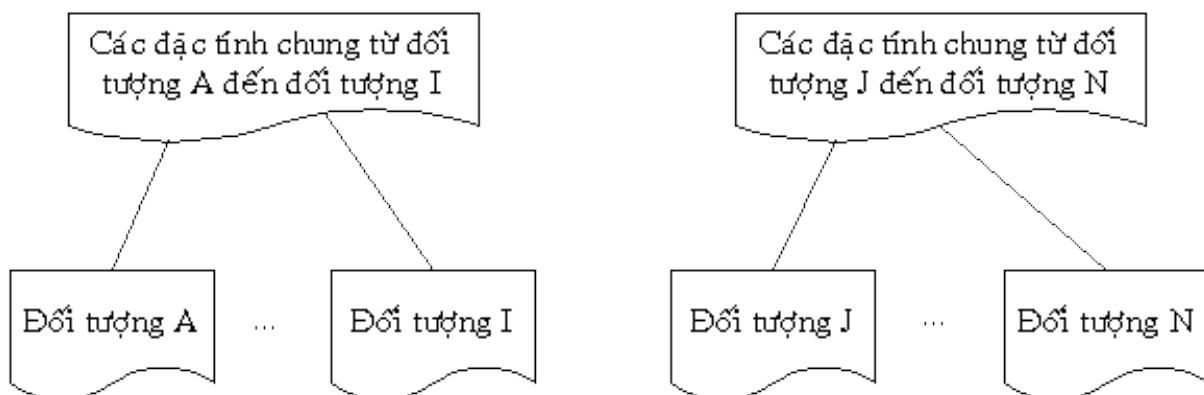 Các đặc tính chung từ đối
tượng A đến đối tượng I
Các đặc tính chung từ đối
tượng J đến đối tượng N
Đối tượng A
...
Đối tượng I
Đối tượng J
...
Đối tượng N